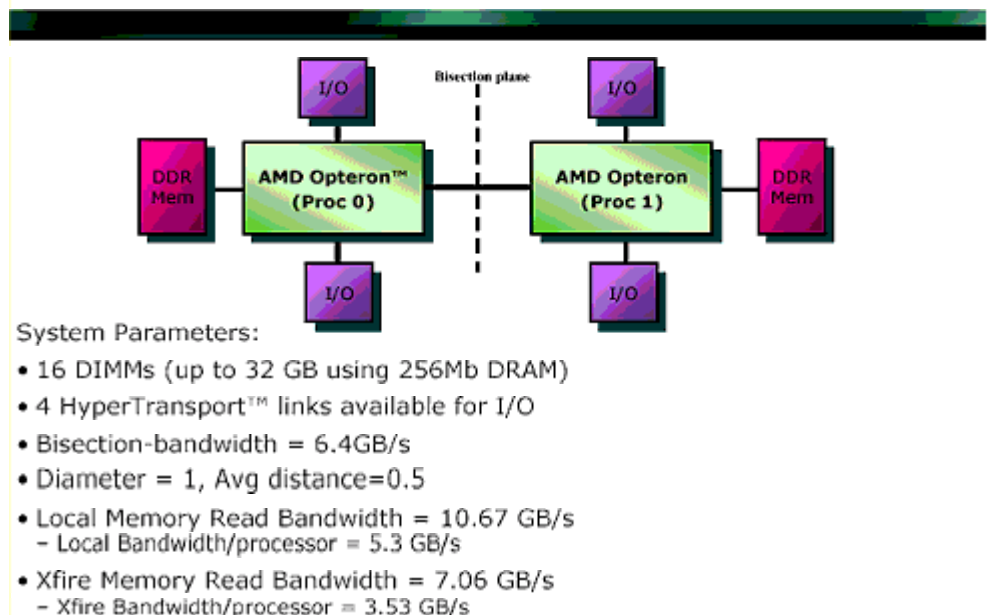 I/O
Bisection plane
I/O
DDR
Mem
AMD Opteron™
(Proc 0)
AMD Opteron
(Proc 1)
DDR
Mem
I/O
I/O
System Parameters:
• 16 DIMMs (up to 32 GB using 256Mb DRAM)
• 4 HyperTransport™ links available for I/O
• Bisection-bandwidth = 6.4GB/s
• Diameter = 1, Avg distance=0.5
• Local Memory Read Bandwidth = 10.67 GB/s
– Local Bandwidth/processor = 5.3 GB/s
• Xfire Memory Read Bandwidth = 7.06 GB/s
– Xfire Bandwidth/processor = 3.53 GB/s